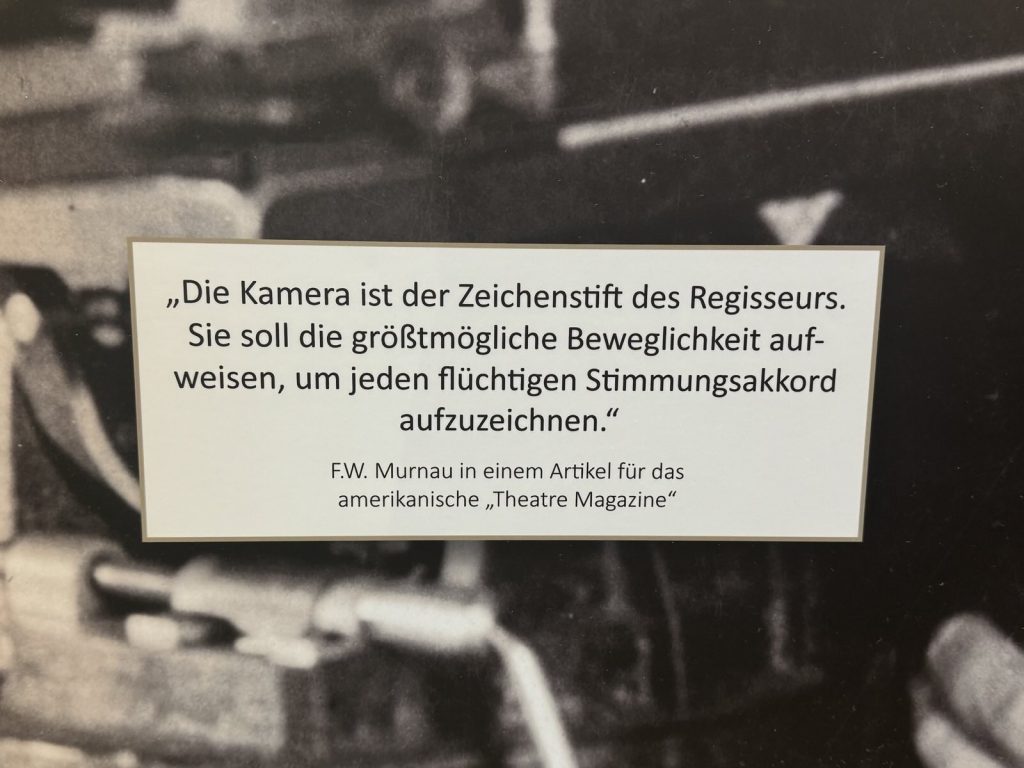 „Die Kamera ist der Zeichenstift des Regisseurs.
Sie soll die größtmögliche Beweglichkeit auf-
weisen, um jeden flüchtigen Stimmungsakkord
aufzuzeichnen.“
F.W. Murnau in einem Artikel für das
amerikanische „Theatre Magazine“